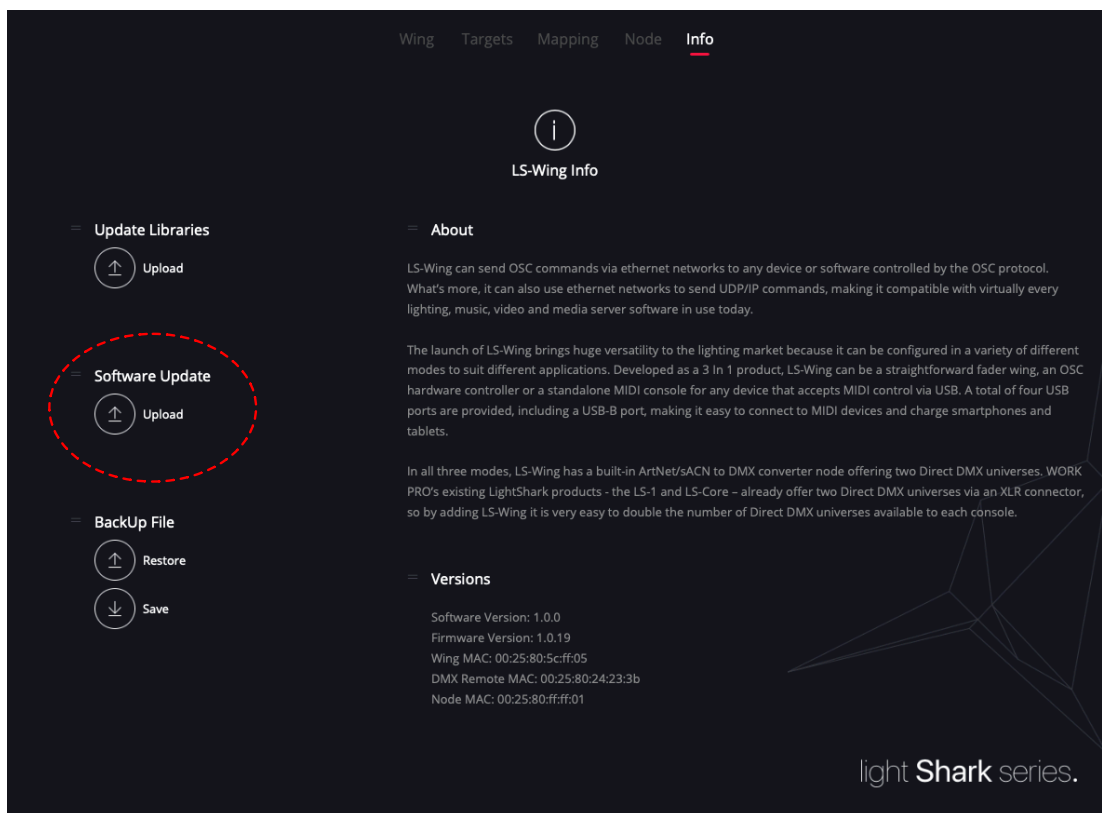 Wing Targets Mapping Node Info
i
LS-Wing Info
Update Libraries
Upload
Software Update
Upload
BackUp File
Restore
Save
About
LS-Wing can send OSC commands via ethernet networks to any device or software controlled by the OSC protocol.
What's more, it can also use ethernet networks to send UDP/IP commands, making it compatible with virtually every
lighting, music, video and media server software in use today.
The launch of LS-Wing brings huge versatility to the lighting market because it can be configured in a variety of different
modes to suit different applications. Developed as a 3 In 1 product, LS-Wing can be a straightforward fader wing, an OSC
hardware controller or a standalone MIDI console for any device that accepts MIDI control via USB. A total of four USB
ports are provided, including a USB-B port, making it easy to connect to MIDI devices and charge smartphones and
tablets.
In all three modes, LS-Wing has a built-in ArtNet/sACN to DMX converter node offering two Direct DMX universes. WORK
PRO's existing LightShark products - the LS-1 and LS-Core – already offer two Direct DMX universes via an XLR connector,
so by adding LS-Wing it is very easy to double the number of Direct DMX universes available to each console.
Versions
Software Version: 1.0.0
Firmware Version: 1.0.19
Wing MAC: 00:25:80:5c:ff:05
DMX Remote MAC: 00:25:80:24:23:3b
Node MAC: 00:25:80:ff:ff:01
light Shark series.